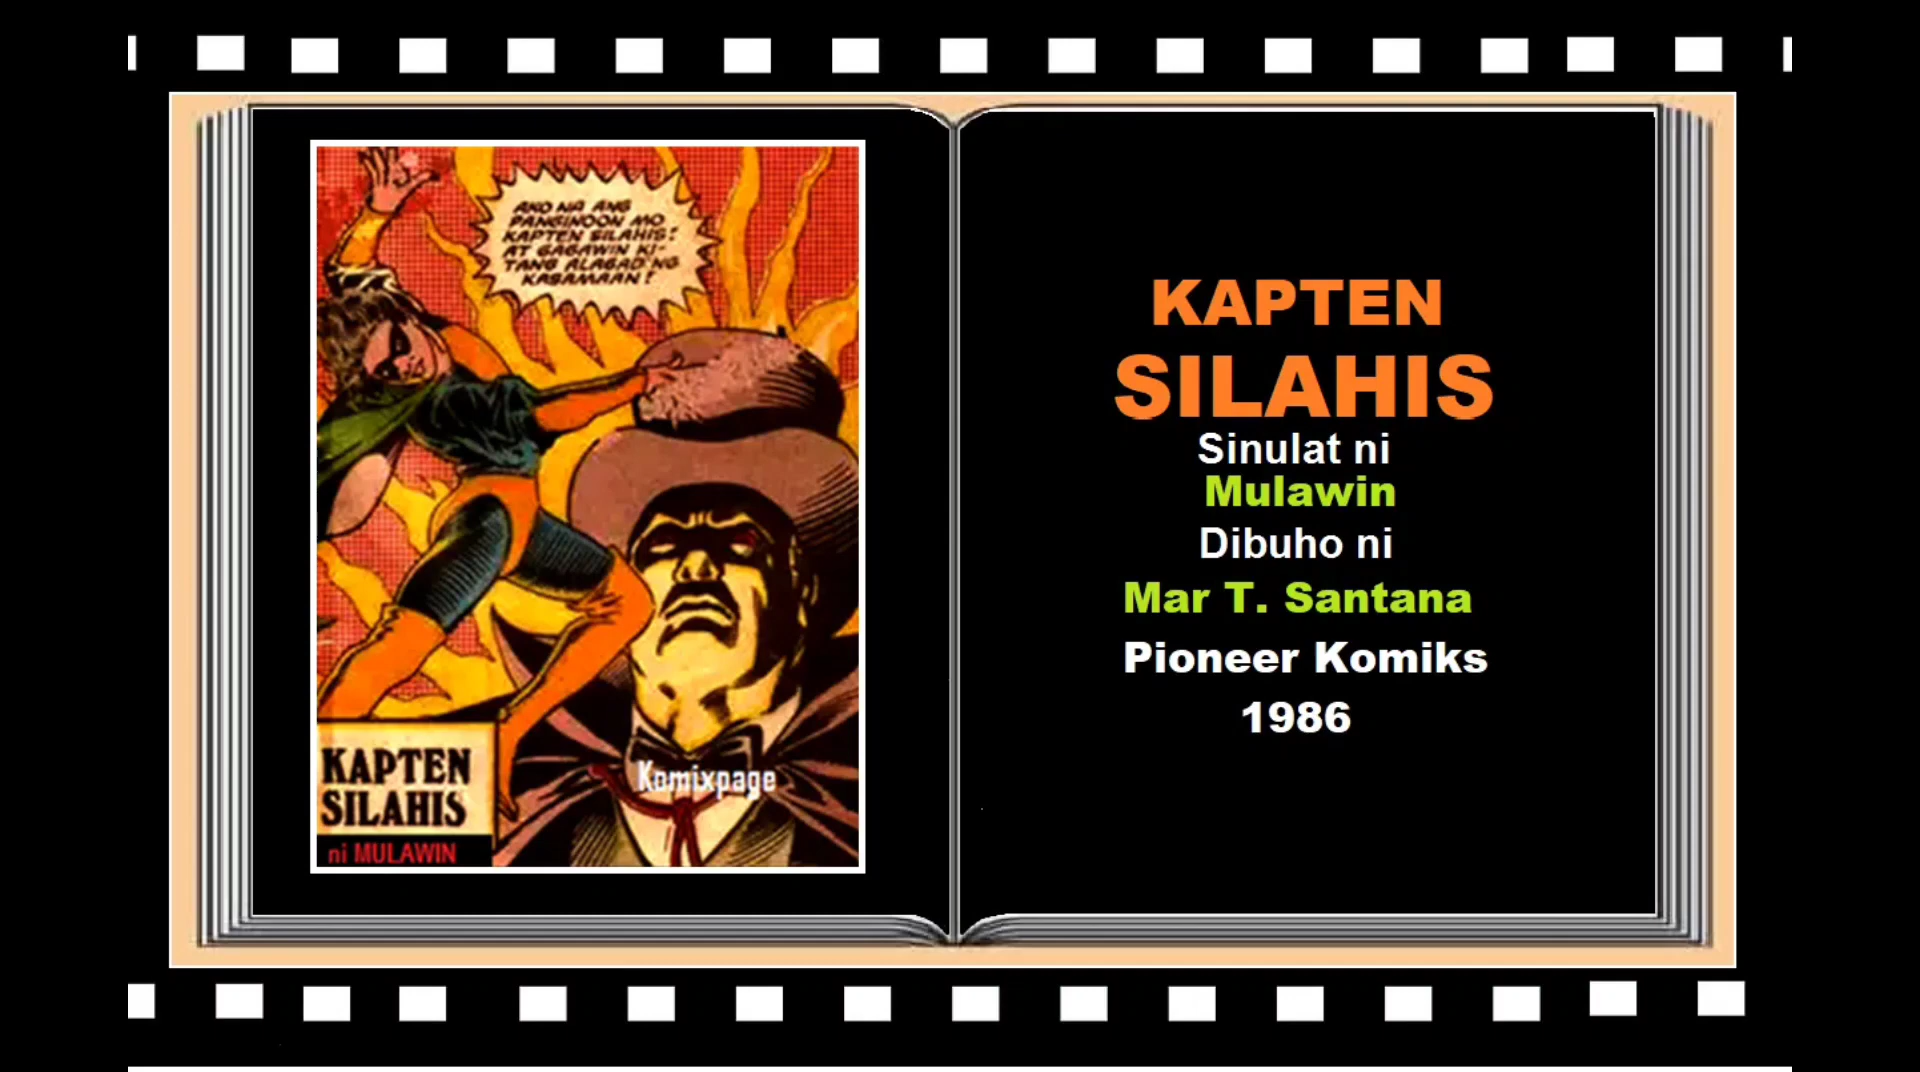 AKO NA ANG
PANGINOON MO
KAPTEN SILAHIS!
AT GAGAWIN KI-
TANG ALAGAD NG
KASAMAAN!
KAPTEN
SILAHIS
ni MULAWIN
Komixpage
KAPTEN
SILAHIS
Sinulat ni
Mulawin
Dibuho ni
Mar T. Santana
Pioneer Komiks
1986